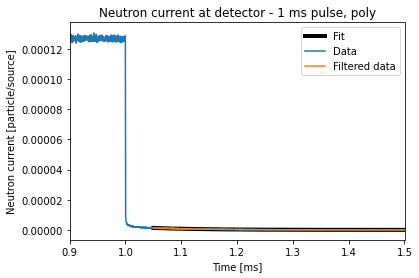 Neutron current at detector - 1 ms pulse, poly
Neutron current [particle/source]
0.00012
0.00010
0.00008
0.00006
0.00004
0.00002
0.00000
Fit
Data
Filtered data
0.9 1.0 1.1 1.2 1.3 1.4 1.5
Time [ms]